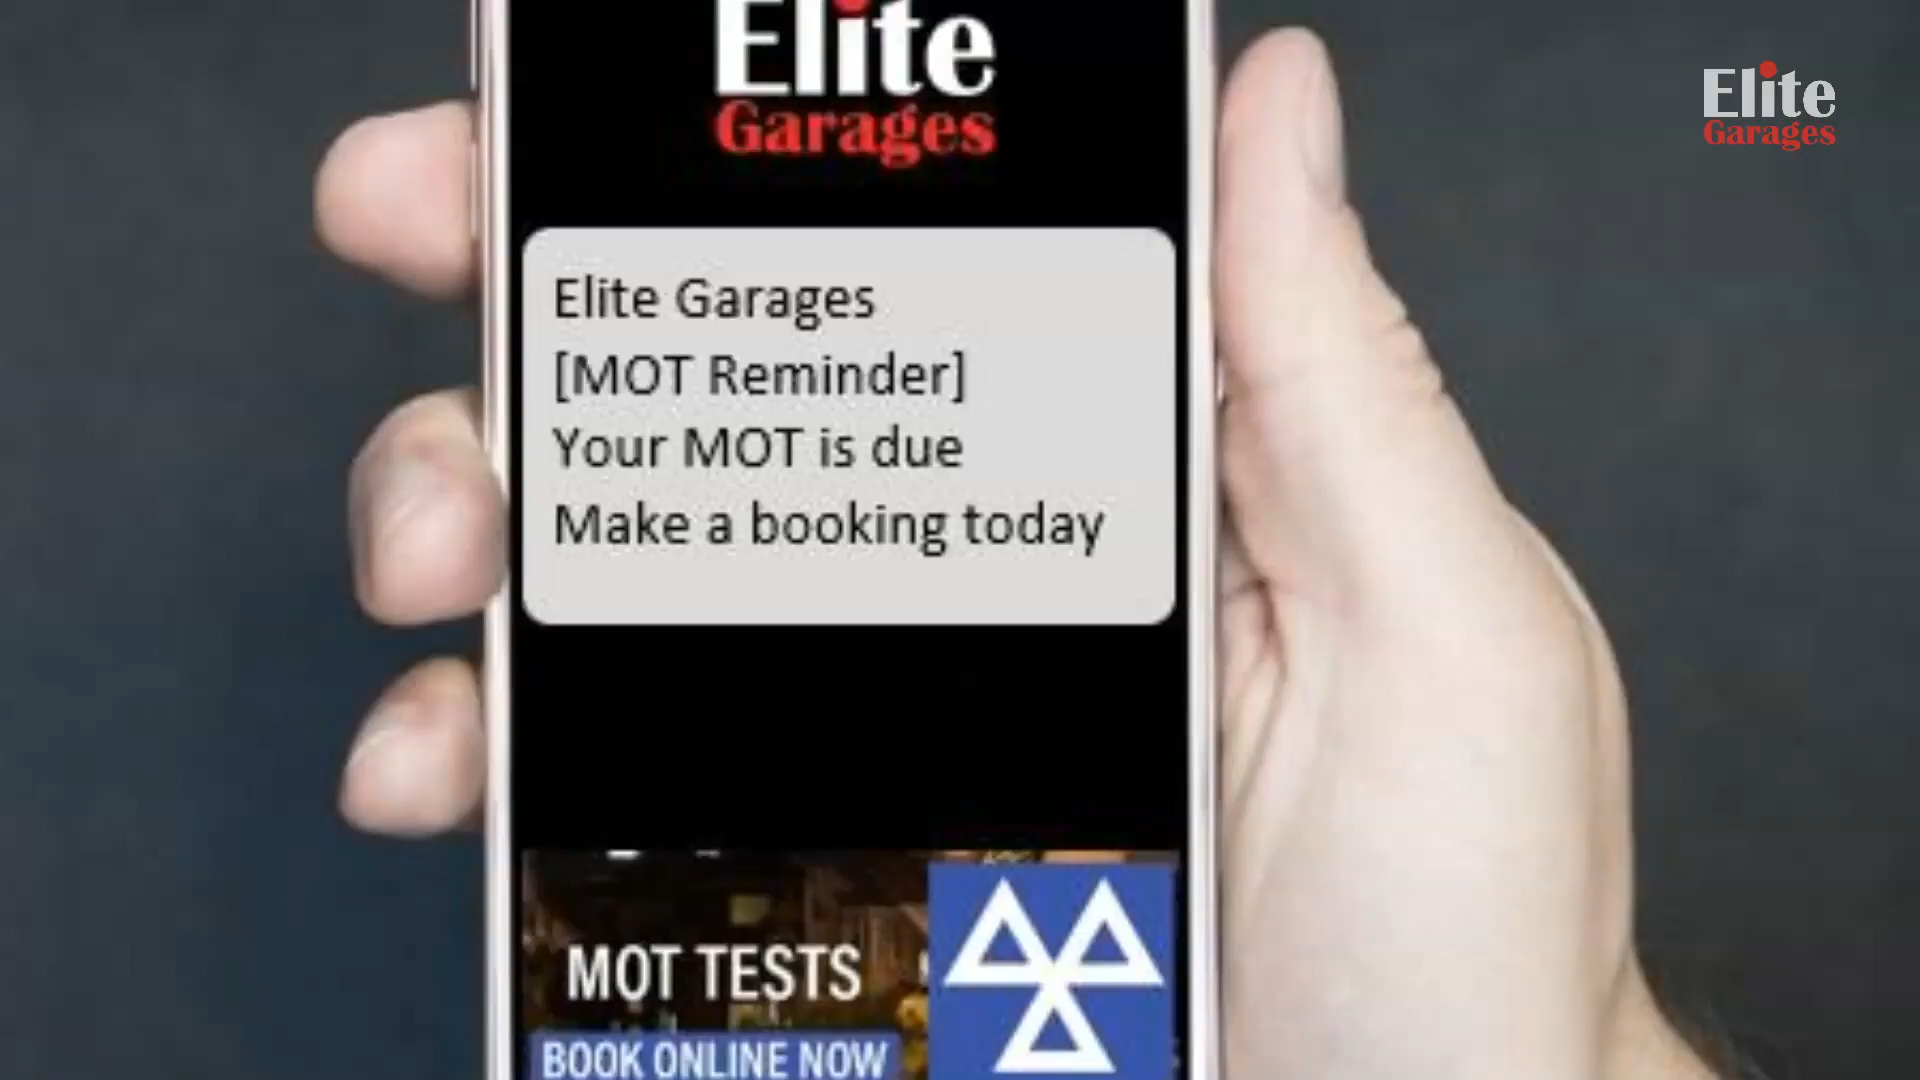 Elite
Garages
Elite
Garages
Elite Garages
[MOT Reminder]
Your MOT is due
Make a booking today
MOT TESTS
BOOK ONLINE NOW